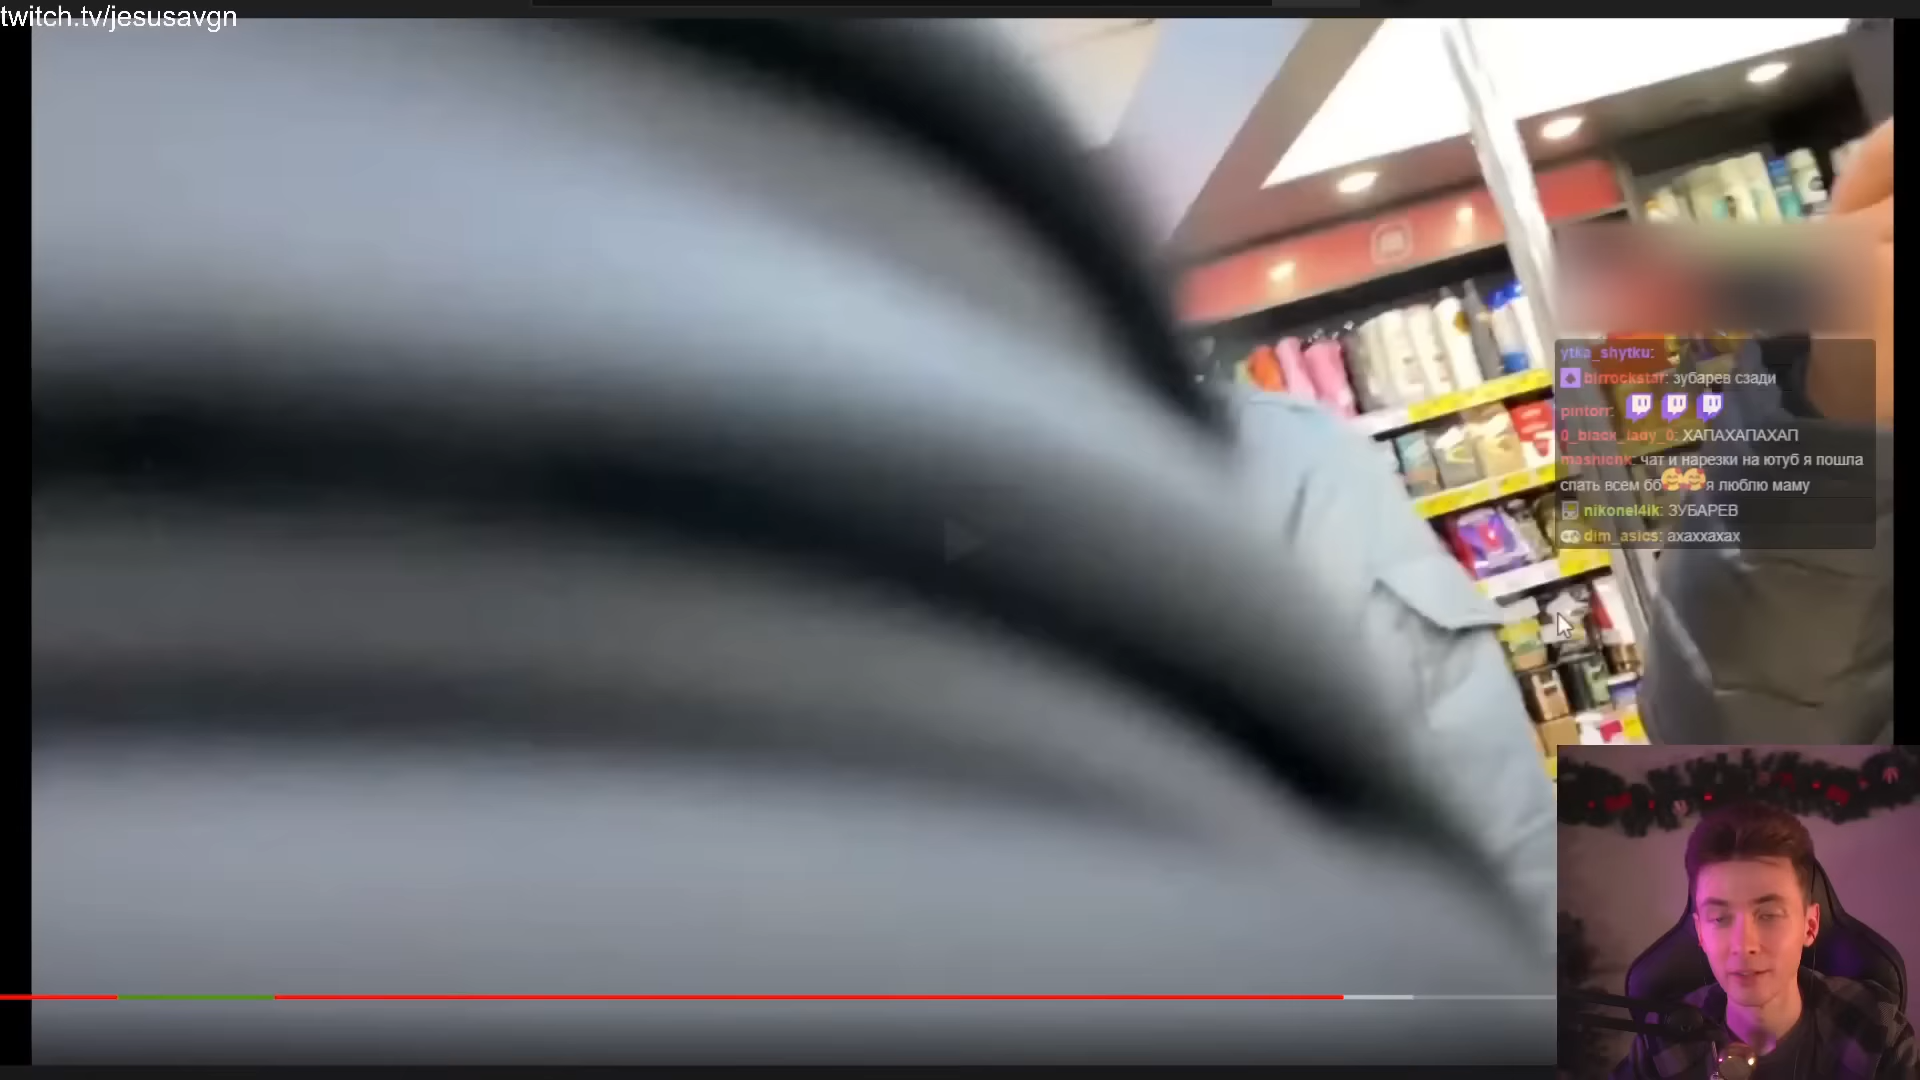 twitch.tv/jesusavgn
ytka_shytku:
birrockstar: зубарев сзади
pintorr:
0_black_lady_0: ХАПАХАПАХАП
mashichk: чат и нарезки на ютуб я пошла
спать всем бб я люблю маму
nikonel4ik: ЗУБАРЕВ
dim_asics: ахаххахах